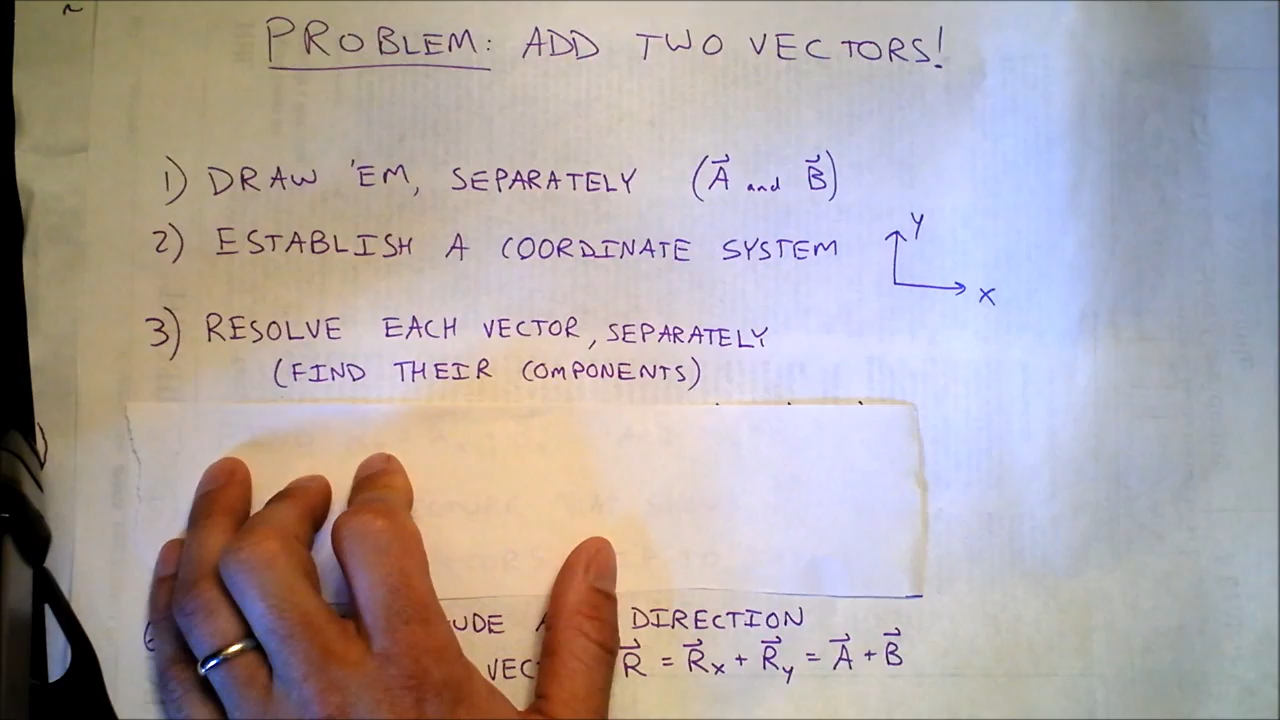 PROBLEM: ADD TWO VECTORS!
1) DRAW 'EM, SEPARATELY (A⃗ and B⃗)
2) ESTABLISH A COORDINATE SYSTEM
Y
X
3) RESOLVE EACH VECTOR, SEPARATELY
(FIND THEIR COMPONENTS)
DIRECTION
R⃗ = R⃗x + R⃗y = A⃗ + B⃗